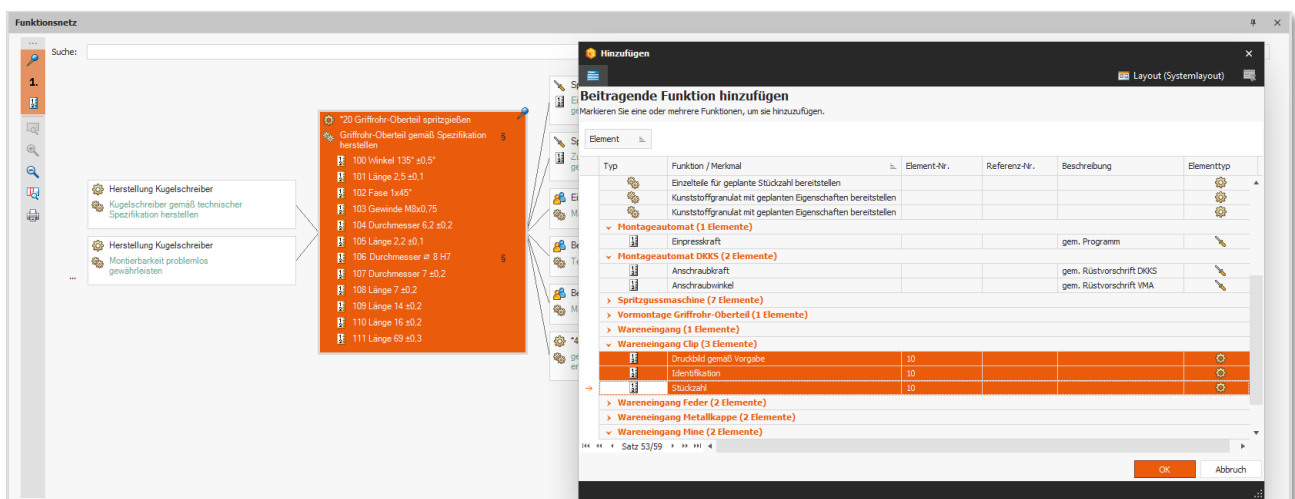 Funktionsnetz
Suche:
1.
Herstellung Kugelschreiber
Kugelschreiber gemäß technischer
Spezifikation herstellen
Herstellung Kugelschreiber
Montierbarkeit problemlos
gewährleisten
...
"20 Griffrohr-Oberteil spritzgießen
Griffrohr-Oberteil gemäß Spezifikation §
herstellen
100 Winkel 135° ±0,5°
101 Länge 2,5 ±0,1
102 Fase 1x45°
103 Gewinde M8x0,75
104 Durchmesser 6,2 ±0,2
105 Länge 2,2 ±0,1
106 Durchmesser ⌀ 8 H7 §
107 Durchmesser 7 ±0,2
108 Länge 7 ±0,2
109 Länge 14 ±0,2
110 Länge 16 ±0,2
111 Länge 69 ±0,3
Hinzufügen
Layout (Systemlayout)
Beitragende Funktion hinzufügen
Markieren Sie eine oder mehrere Funktionen, um sie hinzuzufügen.
Element
Typ Funktion / Merkmal Element-Nr. Referenz-Nr. Beschreibung Elementtyp
Einzelteile für geplante Stückzahl bereitstellen
Kunststoffgranulat mit geplanten Eigenschaften bereitstellen
Kunststoffgranulat mit geplanten Eigenschaften bereitstellen
Montageautomat (1 Elemente)
Einpresskraft gem. Programm
Montageautomat DKKS (2 Elemente)
Anschraubkraft gem. Rüstvorschrift DKKS
Anschraubwinkel gem. Rüstvorschrift VMA
Spritzgussmaschine (7 Elemente)
Vormontage Griffrohr-Oberteil (1 Elemente)
Wareneingang (1 Elemente)
Wareneingang Clip (3 Elemente)
Druckbild gemäß Vorgabe 10
Identifikation 10
Stückzahl 10
Wareneingang Feder (2 Elemente)
Wareneingang Metallkappe (2 Elemente)
Wareneingang Mine (2 Elemente)
Satz 53/59
OK Abbruch